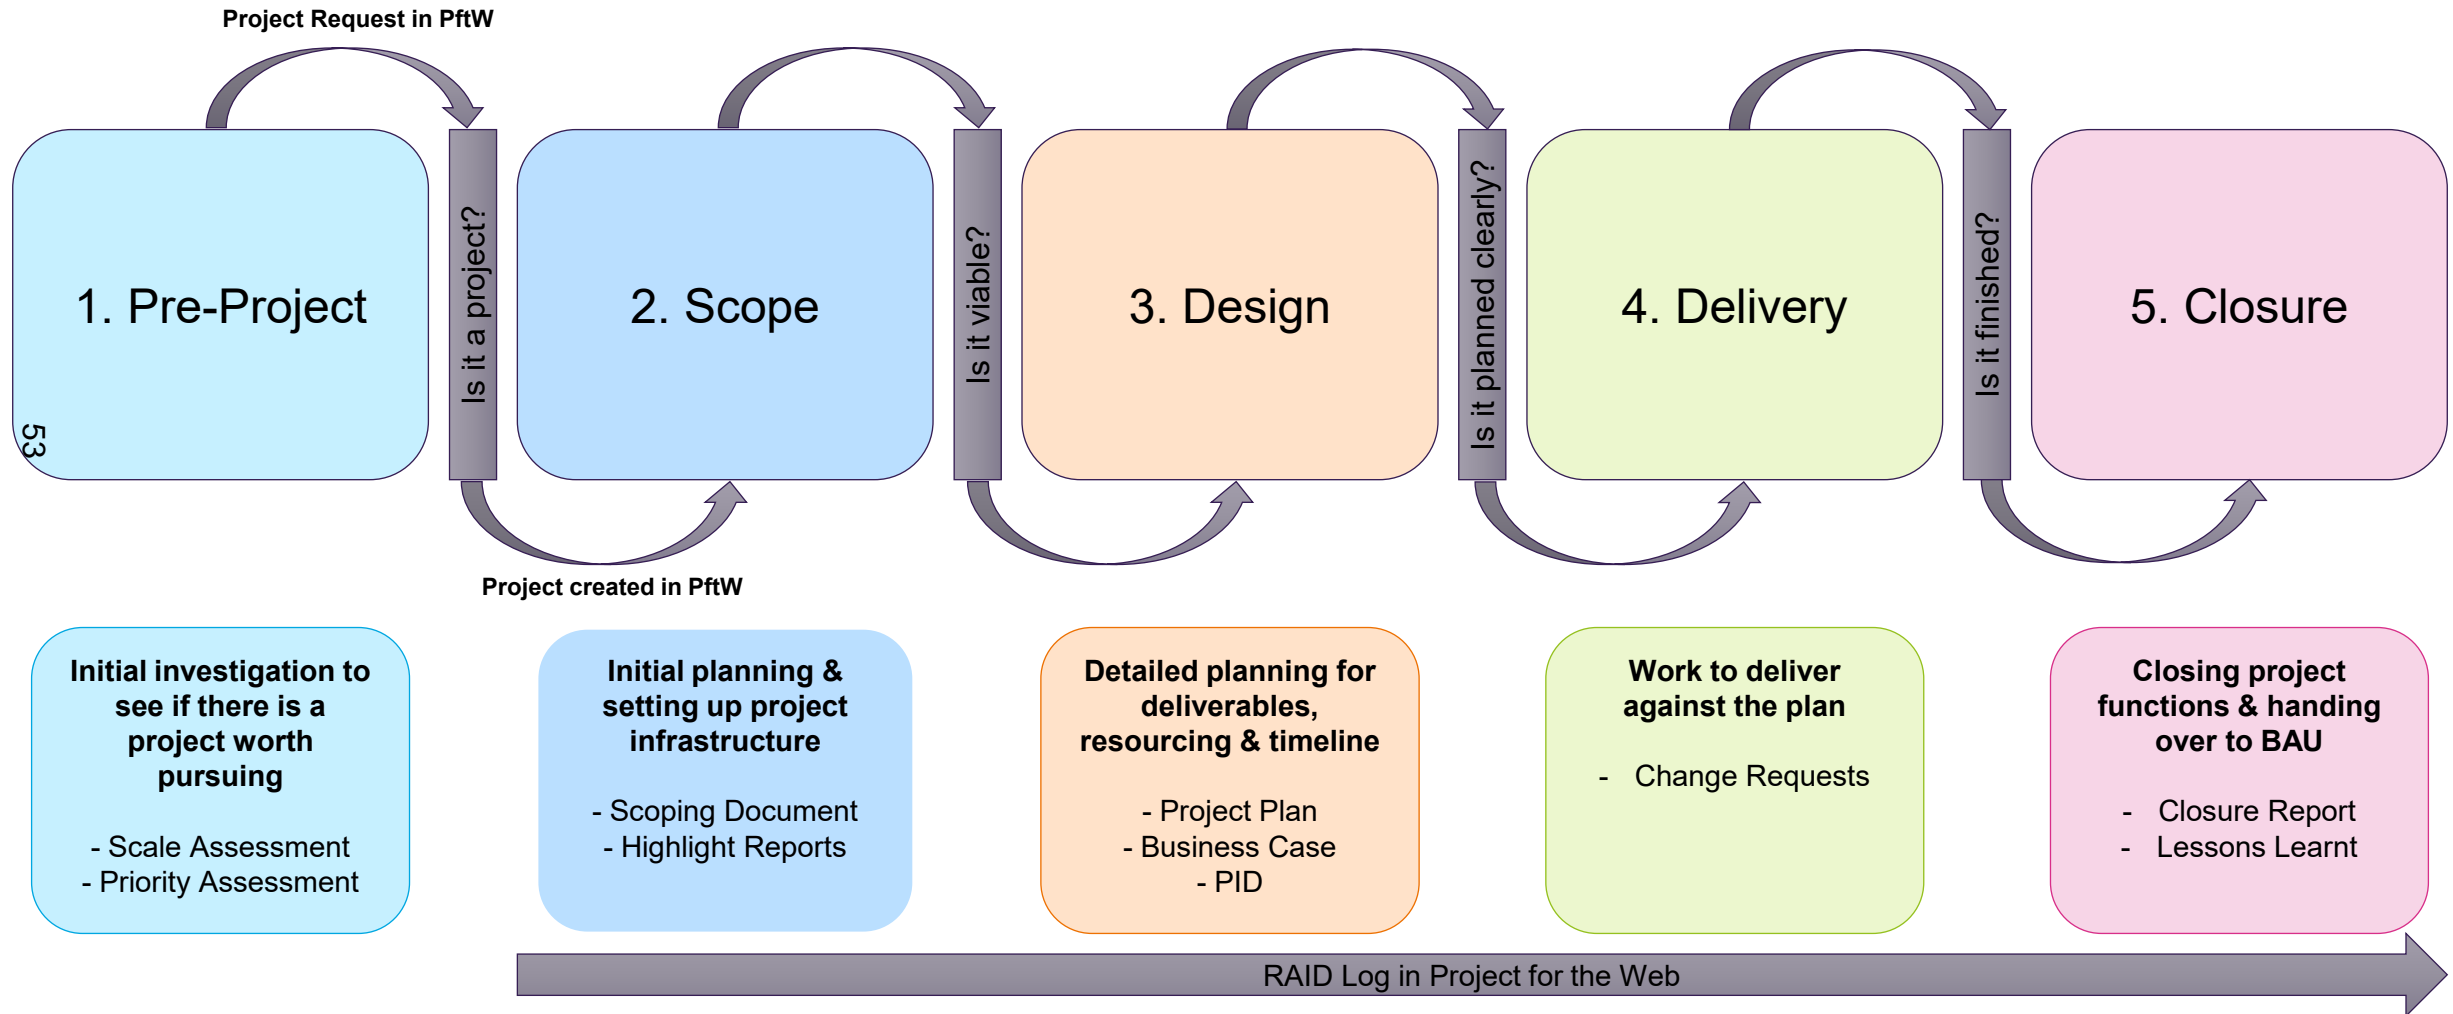 Project Request in PftW
1. Pre-Project
Is it a project?
2. Scope
Is it viable?
3. Design
Is it planned clearly?
4. Delivery
Is it finished?
5. Closure
53
Project created in PftW
Initial investigation to
see if there is a
project worth
pursuing
- Scale Assessment
- Priority Assessment
Initial planning &
setting up project
infrastructure
- Scoping Document
- Highlight Reports
Detailed planning for
deliverables,
resourcing & timeline
- Project Plan
- Business Case
- PID
Work to deliver
against the plan
- Change Requests
Closing project
functions & handing
over to BAU
- Closure Report
- Lessons Learnt
RAID Log in Project for the Web